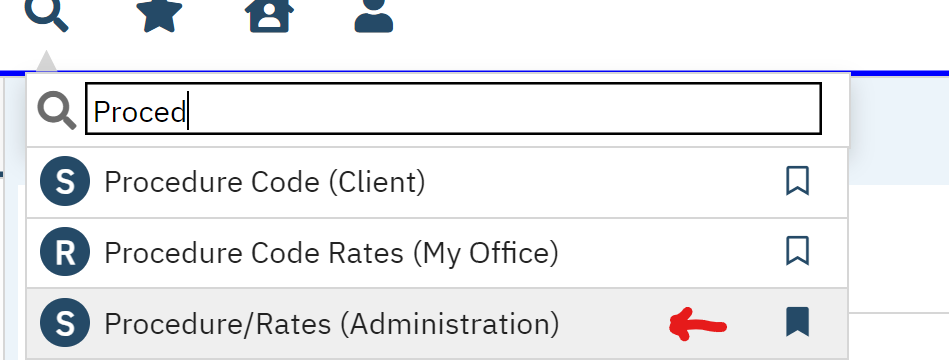 Proced
S Procedure Code (Client)
R Procedure Code Rates (My Office)
S Procedure/Rates (Administration)